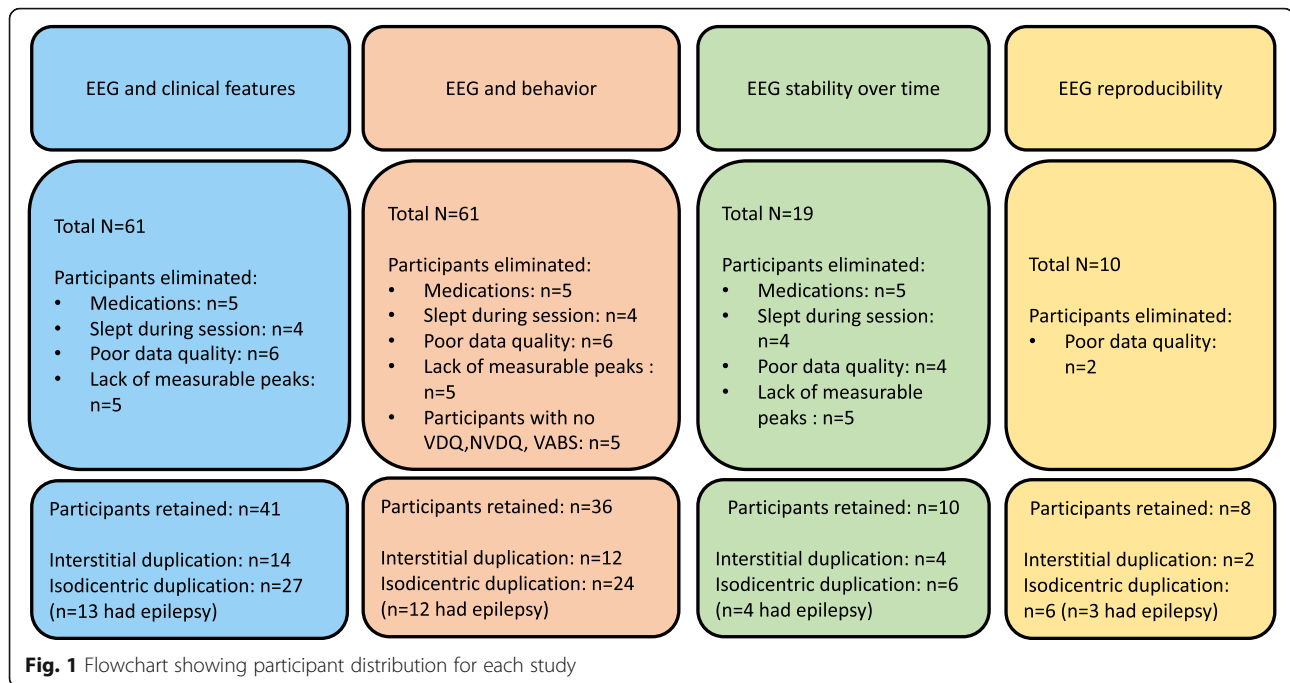 EEG and clinical features
EEG and behavior
EEG stability over time
EEG reproducibility
Total N=61
Participants eliminated:
• Medications: n=5
• Slept during session: n=4
• Poor data quality: n=6
• Lack of measurable peaks:
n=5
Total N=61
Participants eliminated:
• Medications: n=5
• Slept during session: n=4
• Poor data quality: n=6
• Lack of measurable peaks :
n=5
• Participants with no
VDQ,NVDQ, VABS: n=5
Total N=19
Participants eliminated:
• Medications: n=5
• Slept during session:
n=4
• Poor data quality: n=4
• Lack of measurable
peaks : n=5
Total N=10
Participants eliminated:
• Poor data quality:
n=2
Participants retained: n=41
Interstitial duplication: n=14
Isodicentric duplication: n=27
(n=13 had epilepsy)
Participants retained: n=36
Interstitial duplication: n=12
Isodicentric duplication: n=24
(n=12 had epilepsy)
Participants retained: n=10
Interstitial duplication: n=4
Isodicentric duplication: n=6
(n=4 had epilepsy)
Participants retained: n=8
Interstitial duplication: n=2
Isodicentric duplication:
n=6 (n=3 had epilepsy)
Fig. 1 Flowchart showing participant distribution for each study